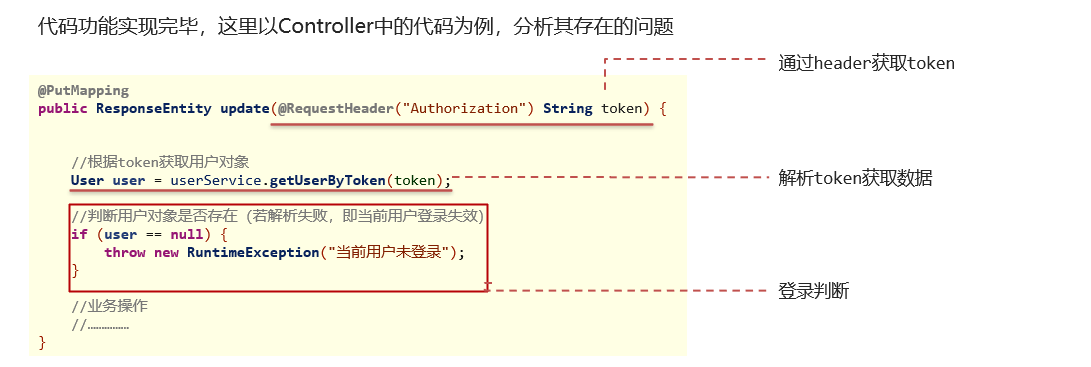 代码功能实现完毕，这里以Controller中的代码为例，分析其存在的问题
通过header获取token
@PutMapping
public ResponseEntity update(@RequestHeader("Authorization") String token) {
//根据token获取用户对象
User user = userService.getUserByToken(token);
解析token获取数据
//判断用户对象是否存在（若解析失败，即当前用户登录失效）
if (user == null) {
throw new RuntimeException("当前用户未登录");
}
登录判断
//业务操作
//……………
}